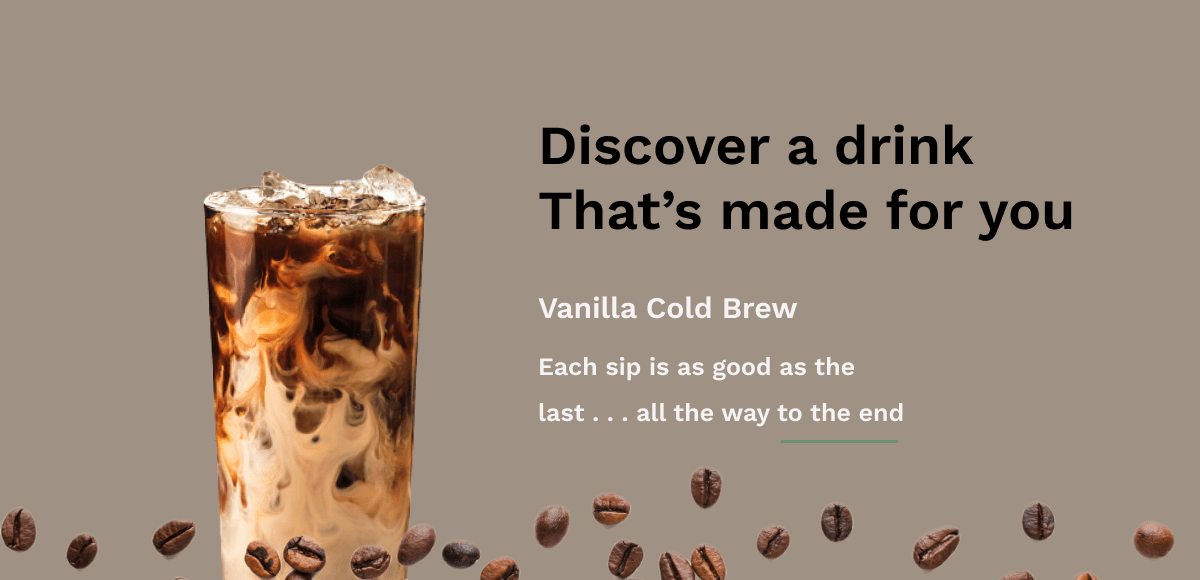 Discover a drink
That’s made for you
Vanilla Cold Brew
Each sip is as good as the
last . . . all the way to the end